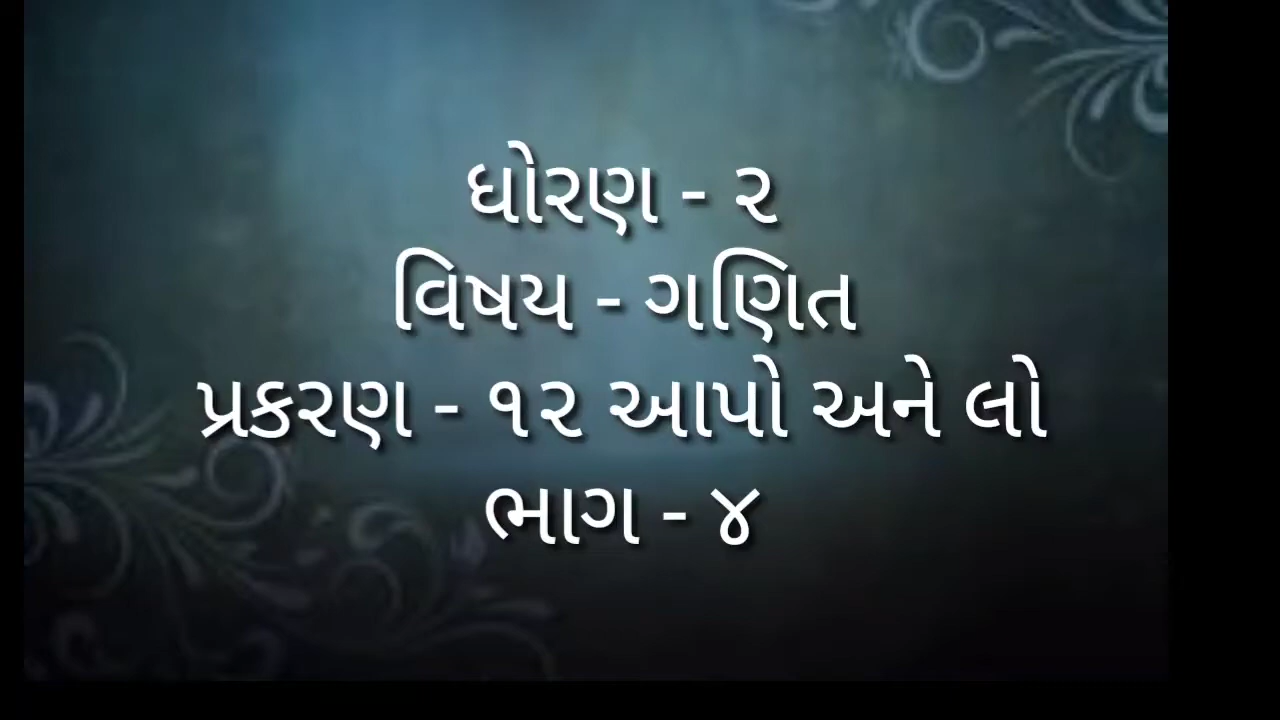 ધોરણ - ૨
વિષય - ગણિત
પ્રકરણ - ૧૨ આપો અને લો
ભાગ - ૪